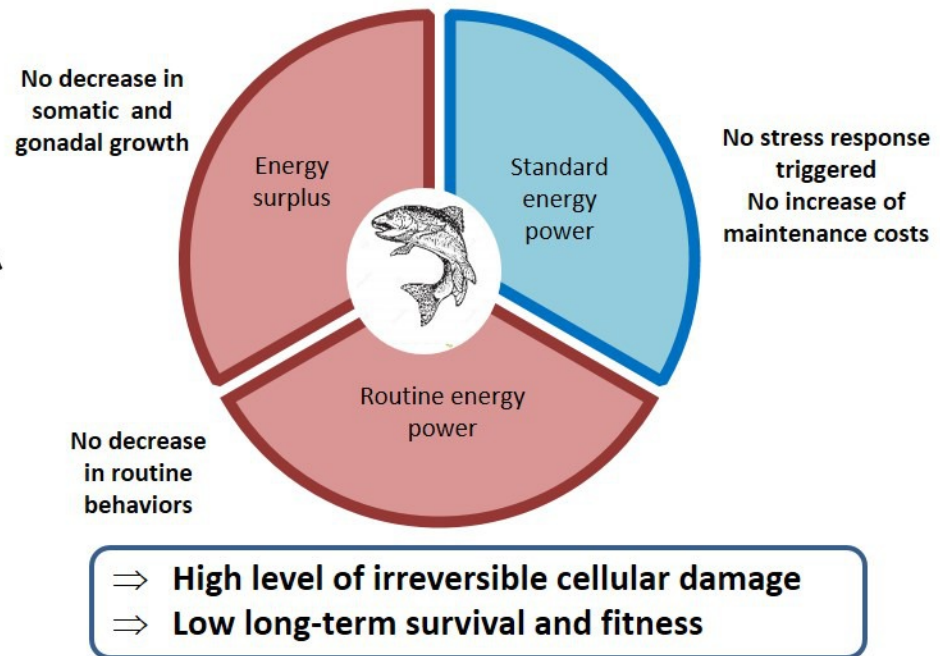 No decrease in
somatic and
gonadal growth
Energy
surplus
Standard
energy
power
No stress response
triggered
No increase of
maintenance costs
Routine energy
power
No decrease
in routine
behaviors
⇒ High level of irreversible cellular damage
⇒ Low long-term survival and fitness